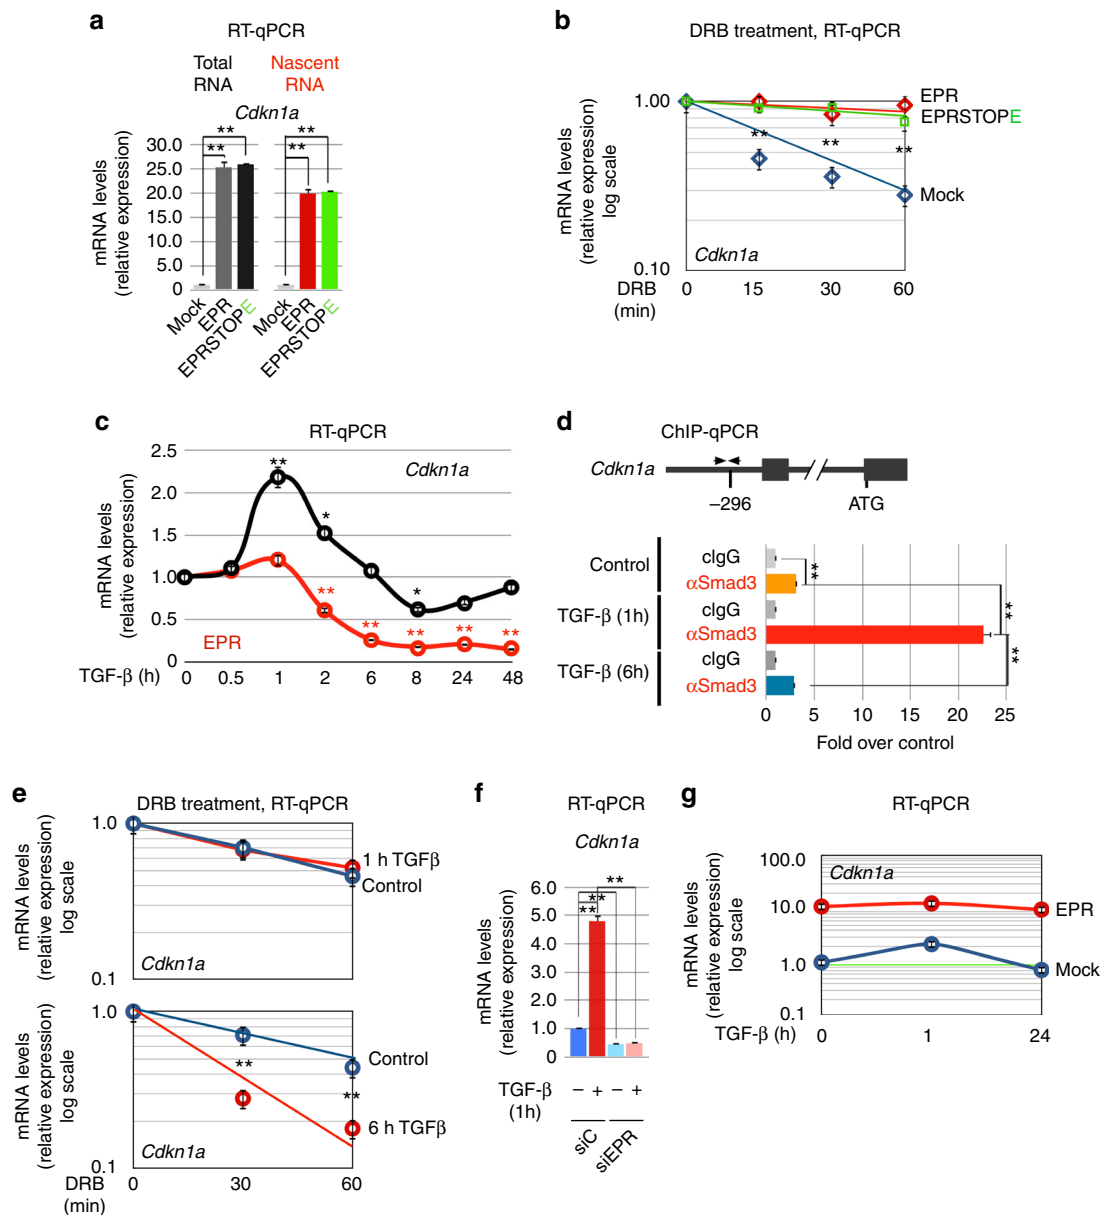 a
RT-qPCR
Total RNA
Nascent RNA
Cdkn1a
mRNA levels
(relative expression)
30.0
25.0
20.0
15.0
10.0
5.0
0
**
**
**
**
Mock
EPR
EPRSTOPE
Mock
EPR
EPRSTOPE
b
DRB treatment, RT-qPCR
mRNA levels
(relative expression)
log scale
1.00
0.10
EPR
EPRSTOPE
Mock
**
**
**
Cdkn1a
DRB
(min)
0 15 30 60
c
RT-qPCR
Cdkn1a
mRNA levels
(relative expression)
2.5
2.0
1.5
1.0
0.5
0
**
*
*
**
**
**
**
**
EPR
TGF-β (h)
0 0.5 1 2 6 8 24 48
d
ChIP-qPCR
Cdkn1a
–296
ATG
Control
cIgG
αSmad3
TGF-β (1h)
cIgG
αSmad3
TGF-β (6h)
cIgG
αSmad3
**
**
**
0 5 10 15 20 25
Fold over control
e
DRB treatment, RT-qPCR
mRNA levels
(relative expression)
log scale
1.0
0.1
1 h TGFβ
Control
Cdkn1a
mRNA levels
(relative expression)
log scale
1.0
0.1
Control
**
**
6 h TGFβ
Cdkn1a
DRB
(min)
0 30 60
f
RT-qPCR
Cdkn1a
mRNA levels
(relative expression)
6.0
5.0
4.0
3.0
2.0
1.0
0
**
**
**
TGF-β
(1h)
– + – +
siC
siEPR
g
RT-qPCR
Cdkn1a
mRNA levels
(relative expression)
log scale
100.0
10.0
1.0
0.1
EPR
Mock
TGF-β (h)
0 1 24